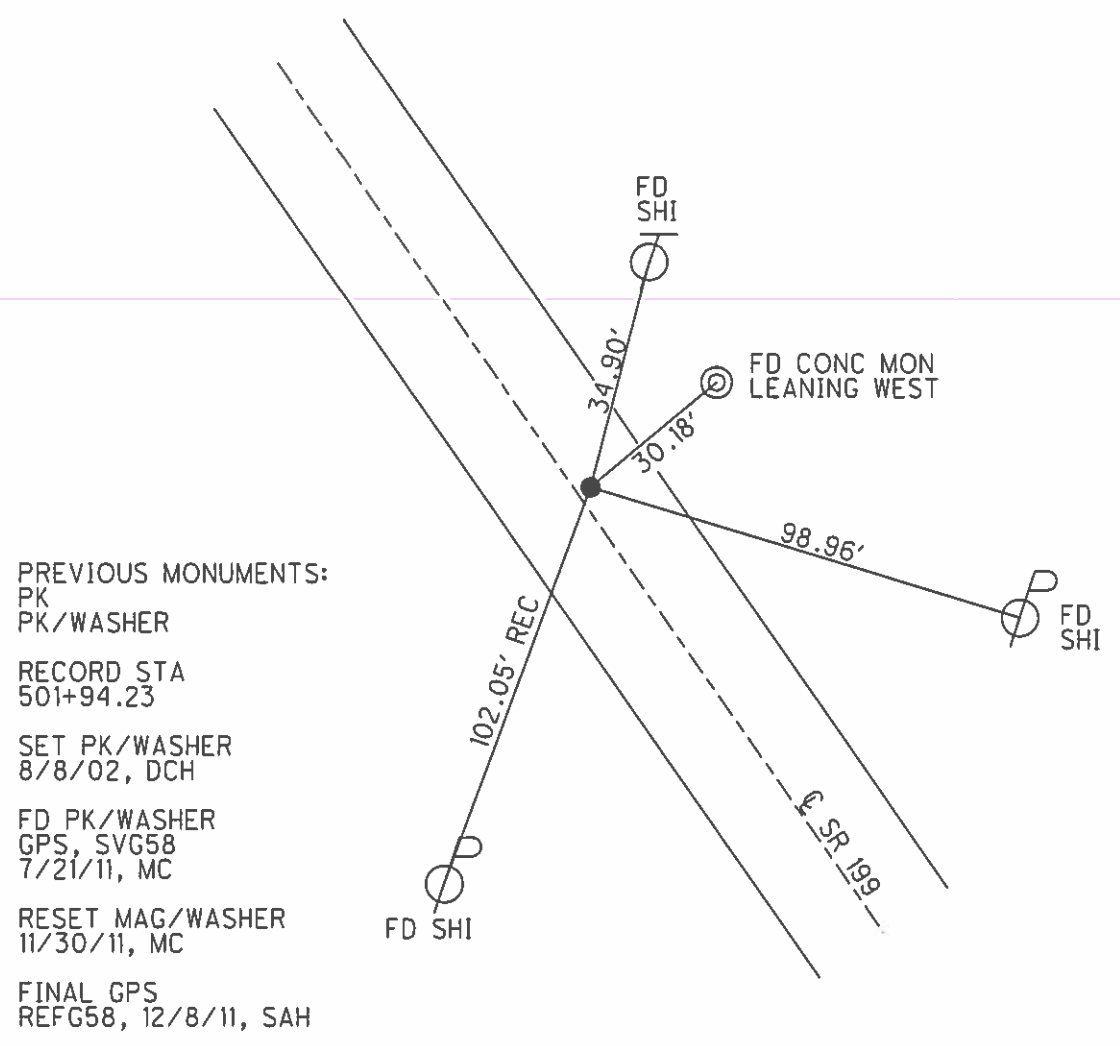 FD
SHI
34.90'
FD CONC MON
LEANING WEST
30.18'
98.96'
FD
SHI
102.05' REC
FD SHI
℄ SR 199
PREVIOUS MONUMENTS:
PK
PK/WASHER
RECORD STA
501+94.23
SET PK/WASHER
8/8/02, DCH
FD PK/WASHER
GPS, SVG58
7/21/11, MC
RESET MAG/WASHER
11/30/11, MC
FINAL GPS
REFG58, 12/8/11, SAH